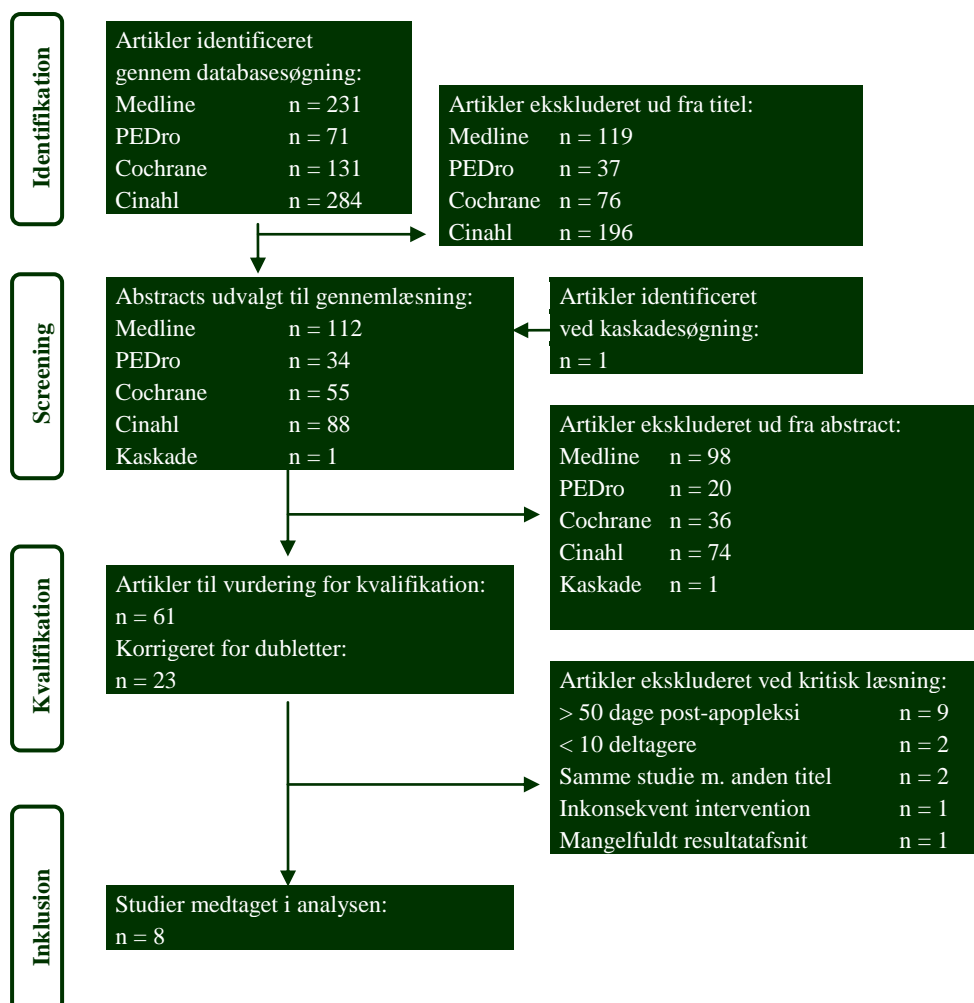 Identifikation
Artikler identificeret
gennem databasesøgning:
Medline n = 231
PEDro n = 71
Cochrane n = 131
Cinahl n = 284
Artikler ekskluderet ud fra titel:
Medline n = 119
PEDro n = 37
Cochrane n = 76
Cinahl n = 196
Screening
Abstracts udvalgt til gennemlæsning:
Medline n = 112
PEDro n = 34
Cochrane n = 55
Cinahl n = 88
Kaskade n = 1
Artikler identificeret
ved kaskadesøgning:
n = 1
Artikler ekskluderet ud fra abstract:
Medline n = 98
PEDro n = 20
Cochrane n = 36
Cinahl n = 74
Kaskade n = 1
Kvalifikation
Artikler til vurdering for kvalifikation:
n = 61
Korrigeret for dubletter:
n = 23
Artikler ekskluderet ved kritisk læsning:
> 50 dage post-apopleksi n = 9
< 10 deltagere n = 2
Samme studie m. anden titel n = 2
Inkonsekvent intervention n = 1
Mangelfuldt resultatafsnit n = 1
Inklusion
Studier medtaget i analysen:
n = 8